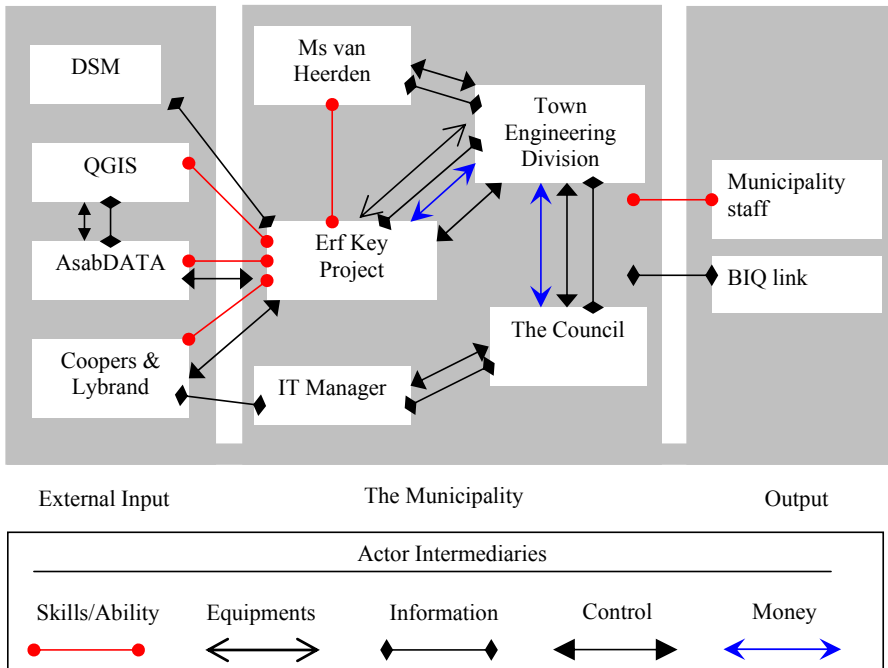 DSM
QGIS
AsabDATA
Coopers &
Lybrand
Ms van
Heerden
Erf Key
Project
IT Manager
Town
Engineering
Division
The Council
Municipality
staff
BIQ link
External Input
The Municipality
Output
Actor Intermediaries
Skills/Ability
Equipments
Information
Control
Money